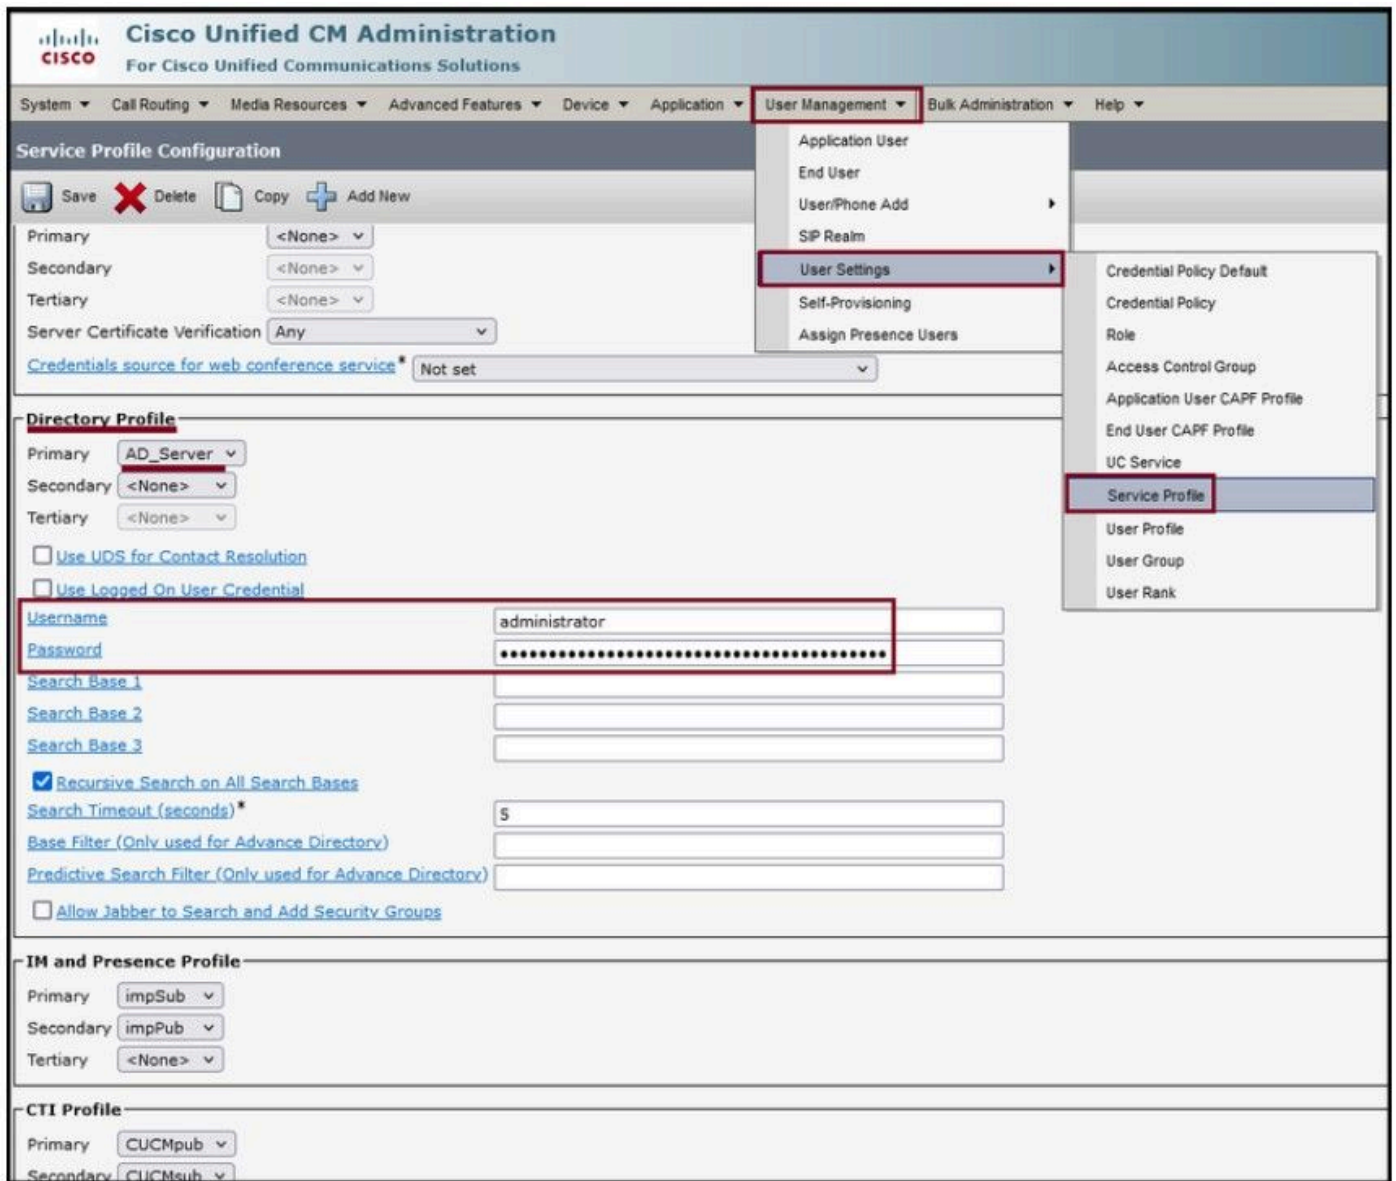 CISCO
Cisco Unified CM Administration
For Cisco Unified Communications Solutions
System Call Routing Media Resources Advanced Features Device Application User Management Bulk Administration Help
Service Profile Configuration
Save Delete Copy Add New
Application User
End User
User/Phone Add
SIP Realm
User Settings
Self-Provisioning
Assign Presence Users
Credential Policy Default
Credential Policy
Role
Access Control Group
Application User CAPF Profile
End User CAPF Profile
UC Service
Service Profile
User Profile
User Group
User Rank
Primary <None>
Secondary <None>
Tertiary <None>
Server Certificate Verification Any
Credentials source for web conference service* Not set
Directory Profile
Primary AD_Server
Secondary <None>
Tertiary <None>
Use UDS for Contact Resolution
Use Logged On User Credential
Username administrator
Password ••••••••••••••••••••••••••••••••••••••••
Search Base 1
Search Base 2
Search Base 3
Recursive Search on All Search Bases
Search Timeout (seconds)* 5
Base Filter (Only used for Advance Directory)
Predictive Search Filter (Only used for Advance Directory)
Allow Jabber to Search and Add Security Groups
IM and Presence Profile
Primary impSub
Secondary impPub
Tertiary <None>
CTI Profile
Primary CUCMpub
Secondary CUCMsub